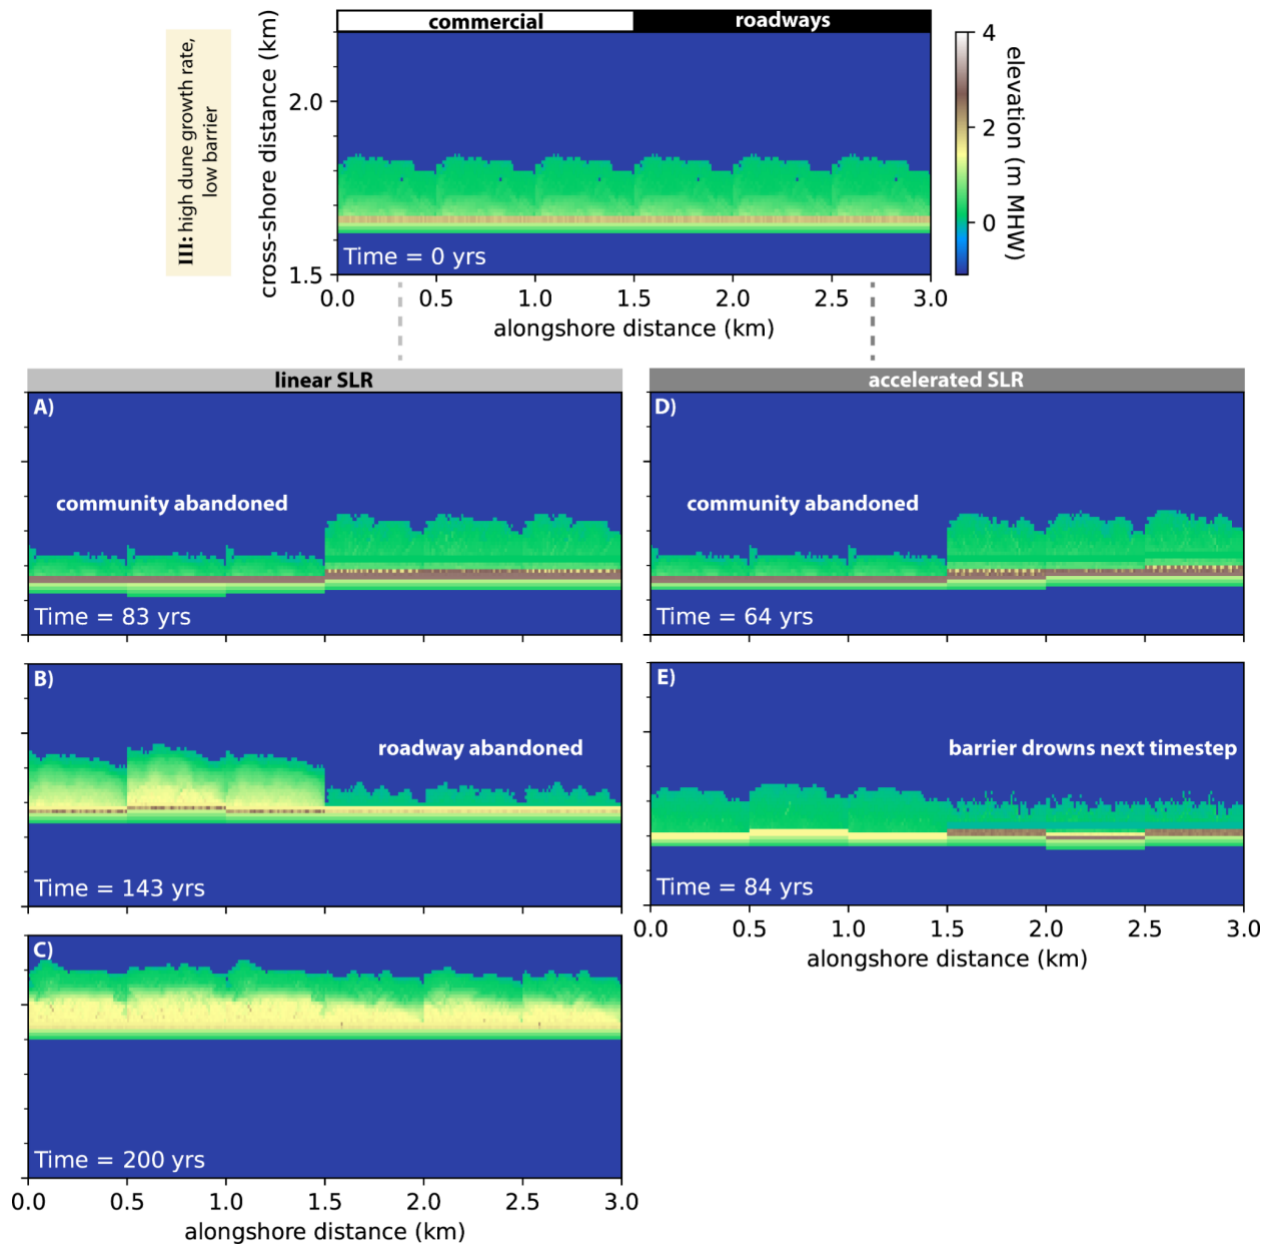 commercial
roadways
III: high dune growth rate,
low barrier
cross-shore distance (km)
2.0
1.5
Time = 0 yrs
0.0 0.5 1.0 1.5 2.0 2.5 3.0
alongshore distance (km)
4
2
0
elevation (m MHW)
linear SLR
A)
community abandoned
Time = 83 yrs
B)
roadway abandoned
Time = 143 yrs
C)
Time = 200 yrs
0.0 0.5 1.0 1.5 2.0 2.5 3.0
alongshore distance (km)
accelerated SLR
D)
community abandoned
Time = 64 yrs
E)
barrier drowns next timestep
Time = 84 yrs
0.0 0.5 1.0 1.5 2.0 2.5 3.0
alongshore distance (km)